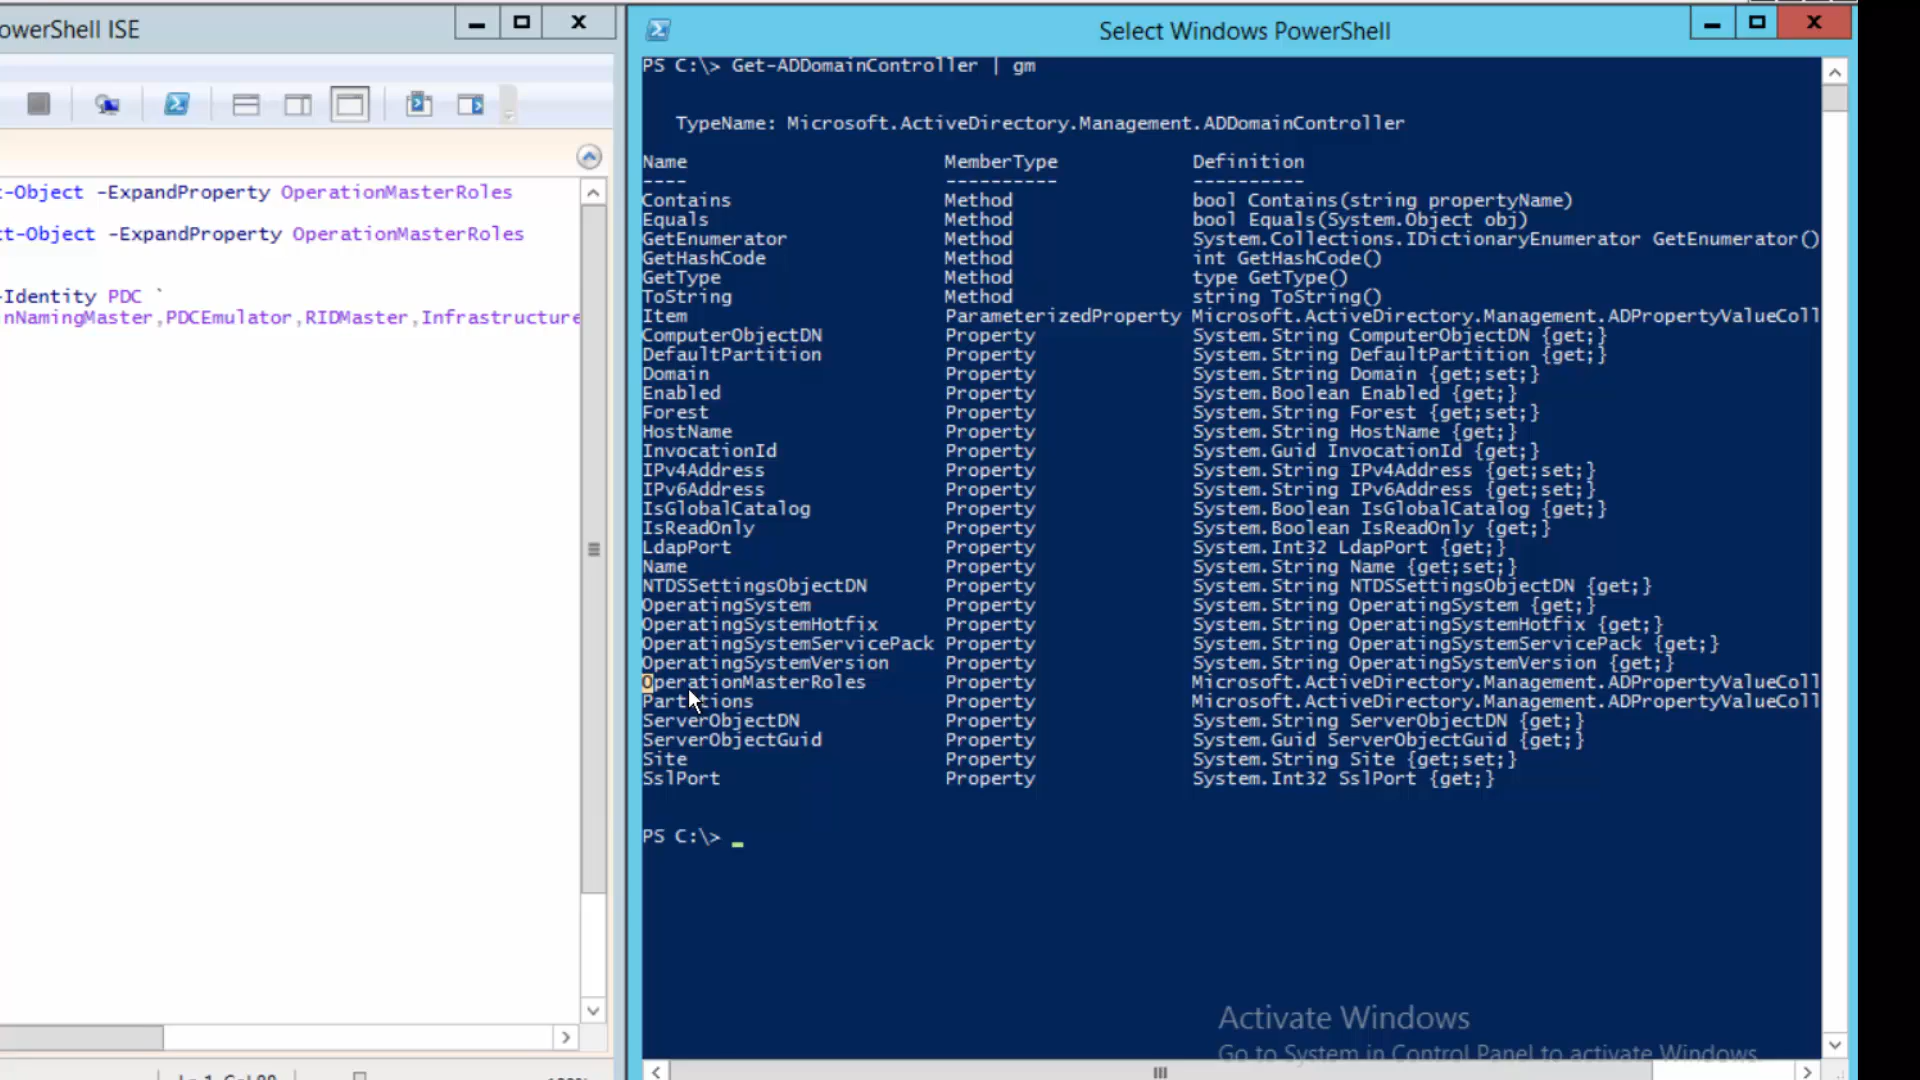 owerShell ISE
t-Object -ExpandProperty OperationMasterRoles
ct-Object -ExpandProperty OperationMasterRoles
-Identity PDC `
nNamingMaster,PDCEmulator,RIDMaster,Infrastructure
Select Windows PowerShell
PS C:\> Get-ADDomainController | gm
TypeName: Microsoft.ActiveDirectory.Management.ADDomainController
Name MemberType Definition
---- ---------- ----------
Contains Method bool Contains(string propertyName)
Equals Method bool Equals(System.Object obj)
GetEnumerator Method System.Collections.IDictionaryEnumerator GetEnumerator()
GetHashCode Method int GetHashCode()
GetType Method type GetType()
ToString Method string ToString()
Item ParameterizedProperty Microsoft.ActiveDirectory.Management.ADPropertyValueColl
ComputerObjectDN Property System.String ComputerObjectDN {get;}
DefaultPartition Property System.String DefaultPartition {get;}
Domain Property System.String Domain {get;set;}
Enabled Property System.Boolean Enabled {get;}
Forest Property System.String Forest {get;set;}
HostName Property System.String HostName {get;}
InvocationId Property System.Guid InvocationId {get;}
IPv4Address Property System.String IPv4Address {get;set;}
IPv6Address Property System.String IPv6Address {get;set;}
IsGlobalCatalog Property System.Boolean IsGlobalCatalog {get;}
IsReadOnly Property System.Boolean IsReadOnly {get;}
LdapPort Property System.Int32 LdapPort {get;}
Name Property System.String Name {get;set;}
NTDSSettingsObjectDN Property System.String NTDSSettingsObjectDN {get;}
OperatingSystem Property System.String OperatingSystem {get;}
OperatingSystemHotfix Property System.String OperatingSystemHotfix {get;}
OperatingSystemServicePack Property System.String OperatingSystemServicePack {get;}
OperatingSystemVersion Property System.String OperatingSystemVersion {get;}
OperationMasterRoles Property Microsoft.ActiveDirectory.Management.ADPropertyValueColl
Partitions Property Microsoft.ActiveDirectory.Management.ADPropertyValueColl
ServerObjectDN Property System.String ServerObjectDN {get;}
ServerObjectGuid Property System.Guid ServerObjectGuid {get;}
Site Property System.String Site {get;set;}
SslPort Property System.Int32 SslPort {get;}
PS C:\> _
Activate Windows
Go to System in Control Panel to activate Windows.